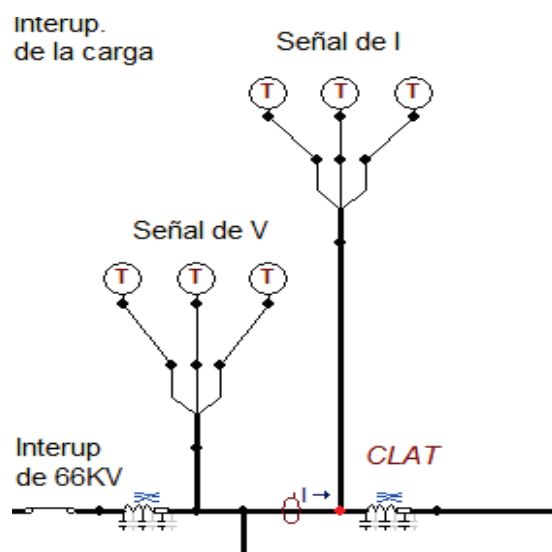 Interup.
de la carga
Señal de I
T T T
Señal de V
T T T
Interup
de 66KV
I
CLAT